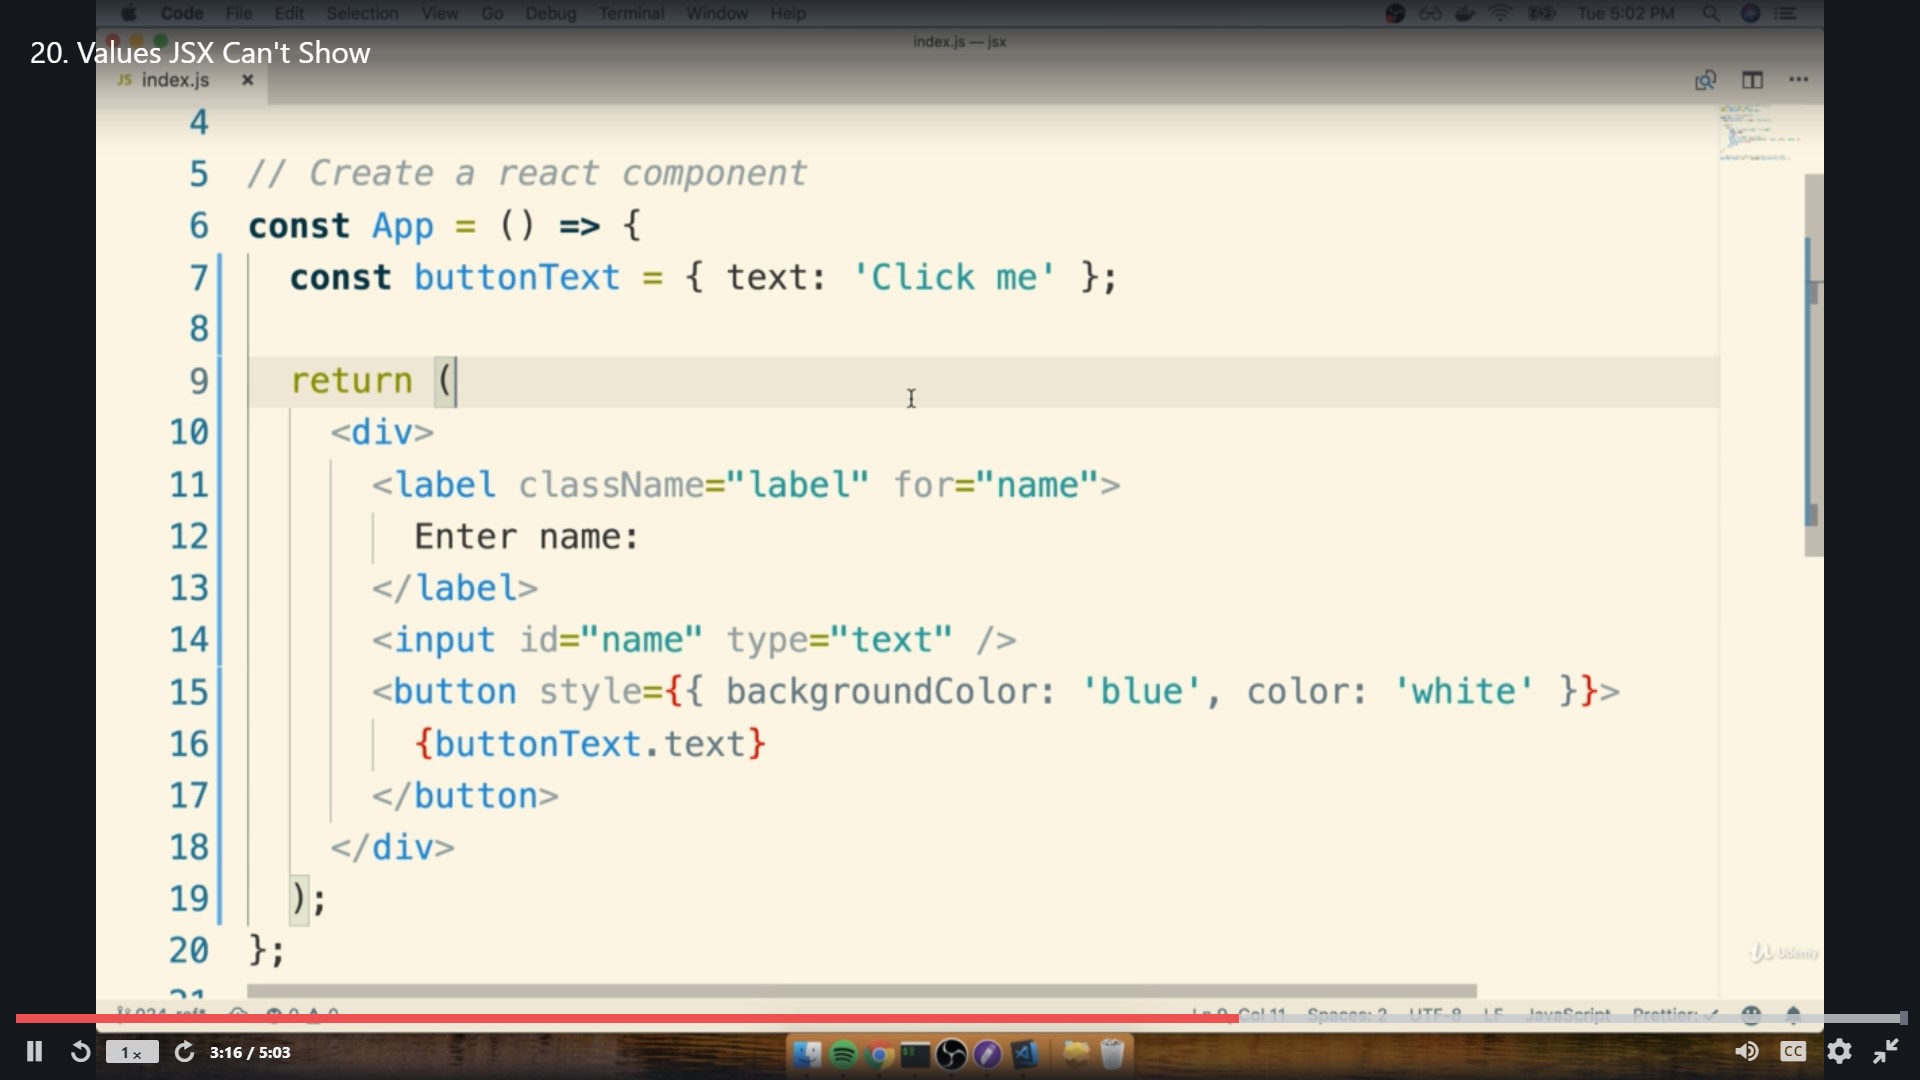 Code File Edit Selection View Go Debug Terminal Window Help Tue 5:02 PM
index.js — jsx
20. Values JSX Can't Show
JS index.js ×
4
5 // Create a react component
6 const App = () => {
7 const buttonText = { text: 'Click me' };
8
9 return (
10 <div>
11 <label className="label" for="name">
12 Enter name:
13 </label>
14 <input id="name" type="text" />
15 <button style={{ backgroundColor: 'blue', color: 'white' }}>
16 {buttonText.text}
17 </button>
18 </div>
19 );
20 };
21
Udemy
Ln 9, Col 11 Spaces: 2 UTF-8 LF JavaScript Prettier: ✓
1 x 3:16 / 5:03 CC